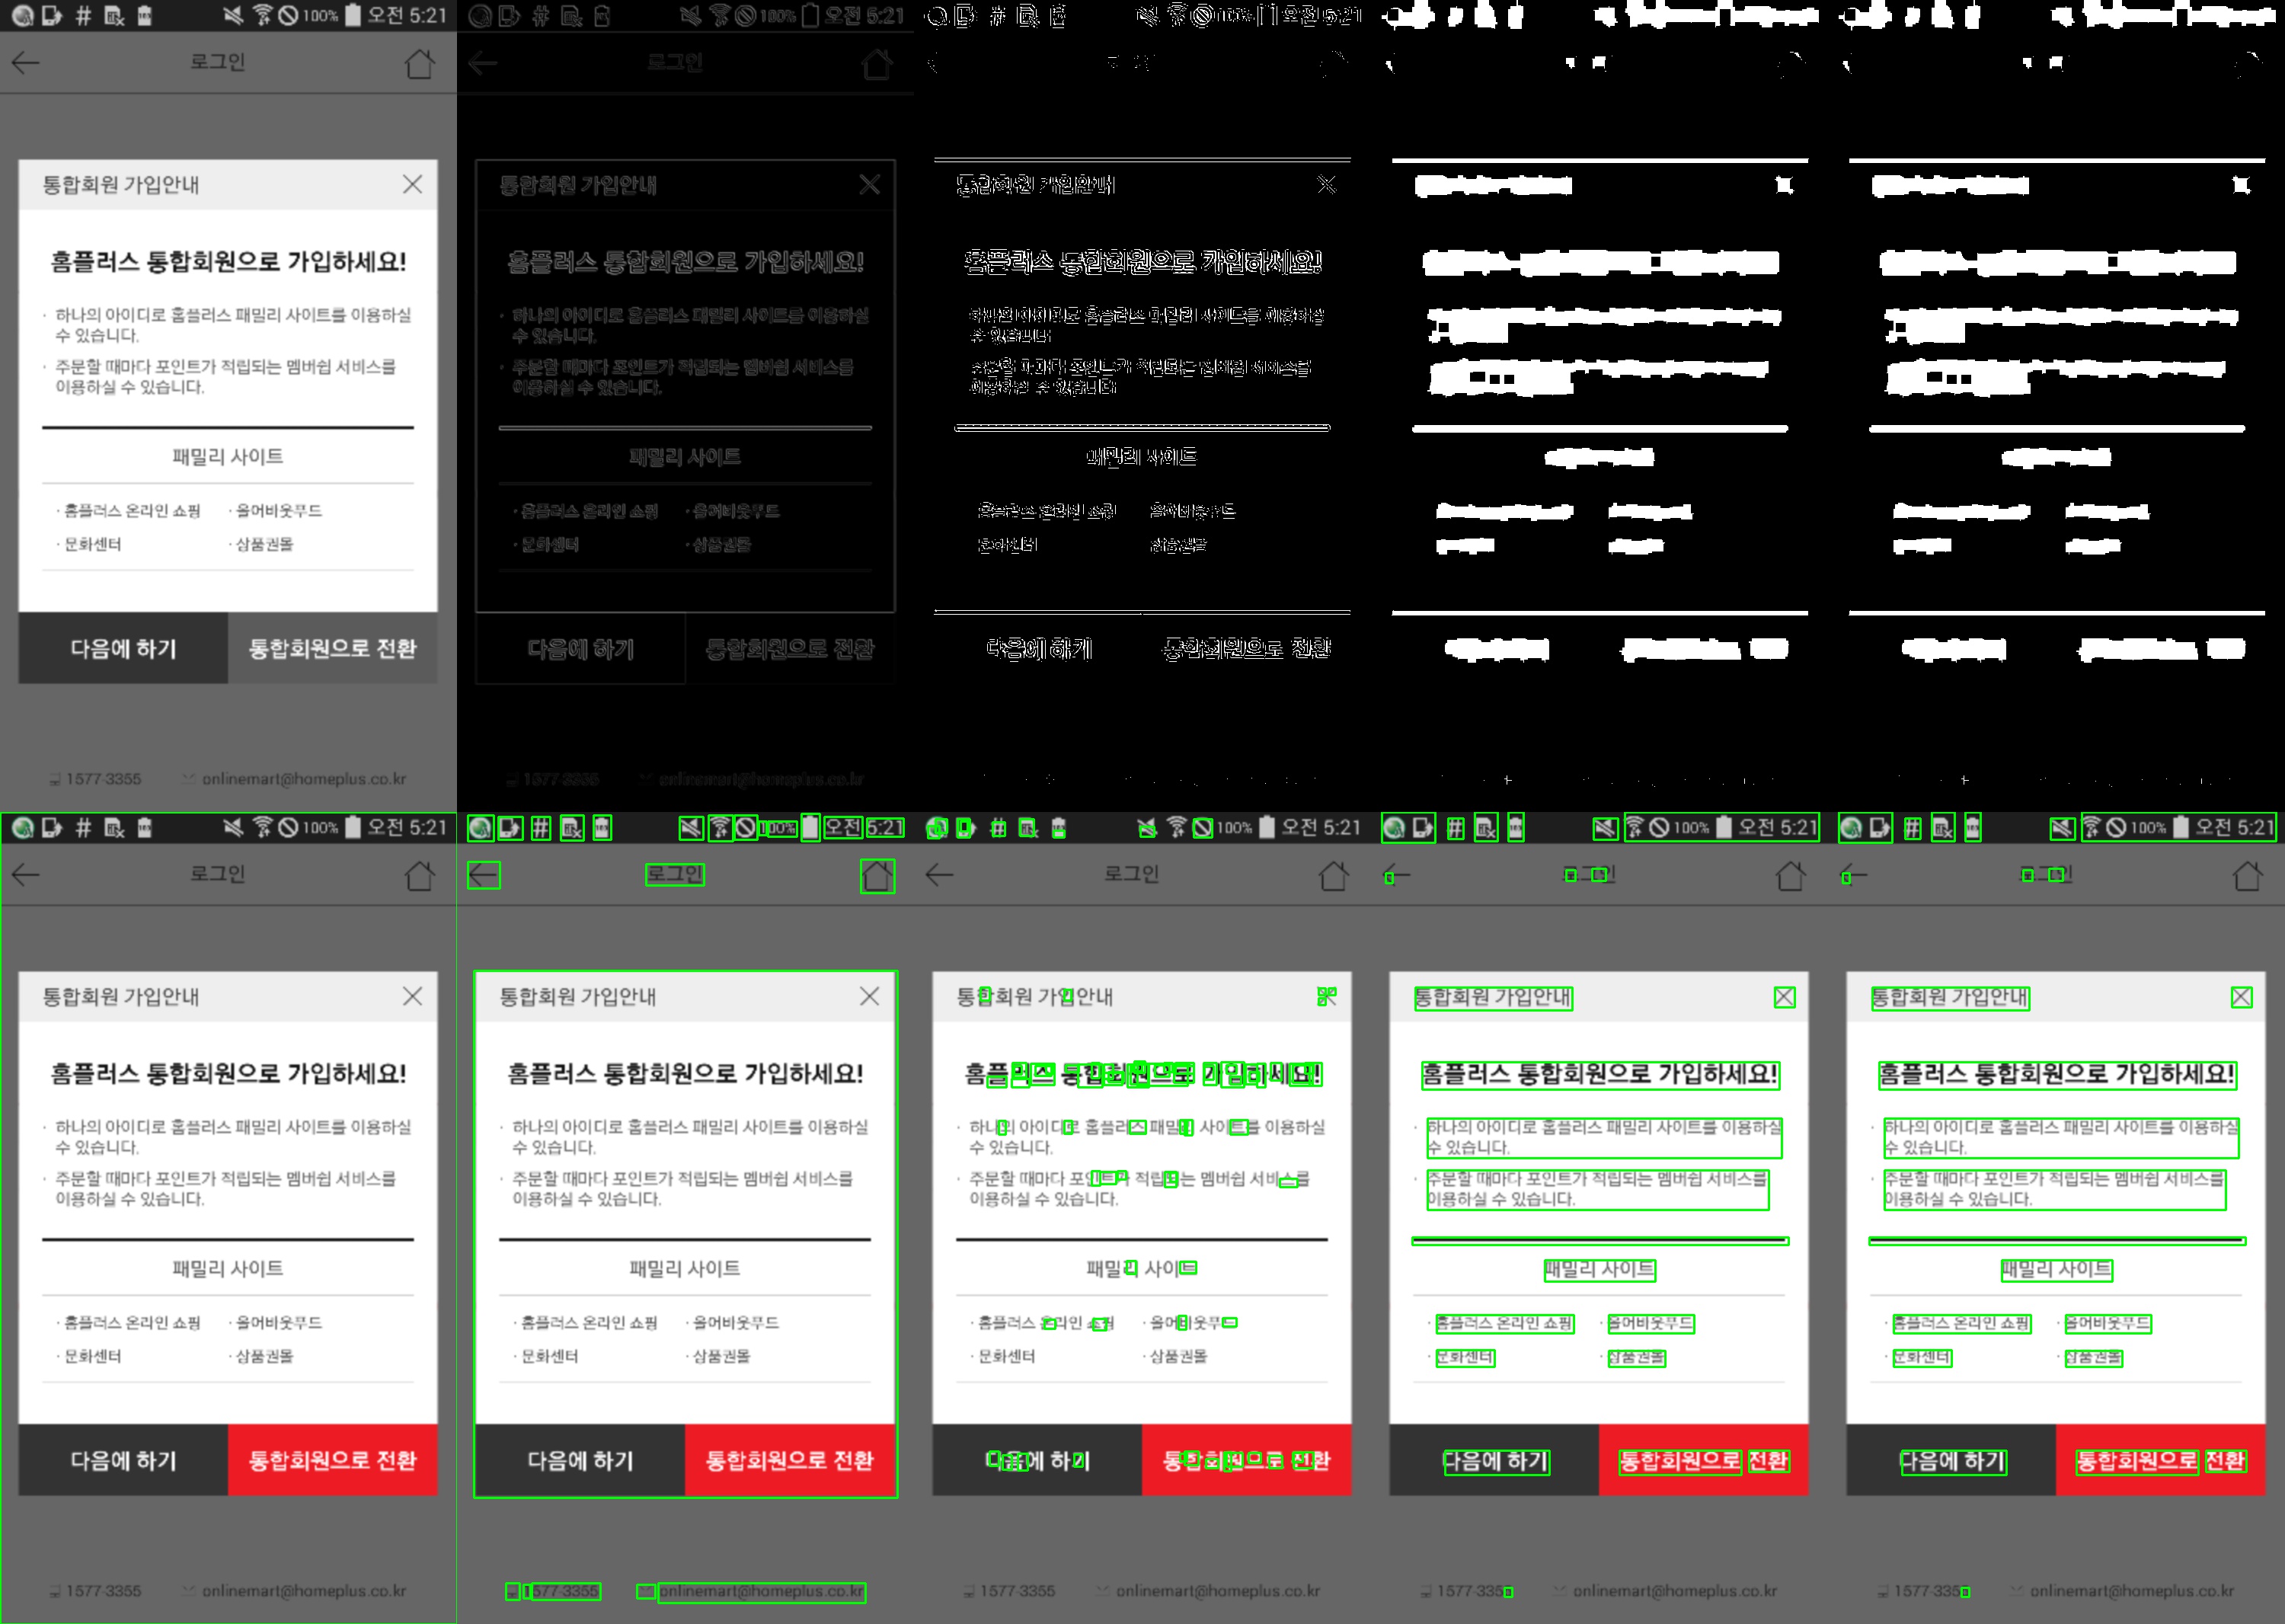 100% 오전 5:21
로그인
통합회원 가입안내
홈플러스 통합회원으로 가입하세요!
· 하나의 아이디로 홈플러스 패밀리 사이트를 이용하실
수 있습니다.
· 주문할 때마다 포인트가 적립되는 멤버쉽 서비스를
이용하실 수 있습니다.
패밀리 사이트
· 홈플러스 온라인 쇼핑 · 올어바웃푸드
· 문화센터 · 상품권몰
다음에 하기 통합회원으로 전환
1577-3355 onlinemart@homeplus.co.kr